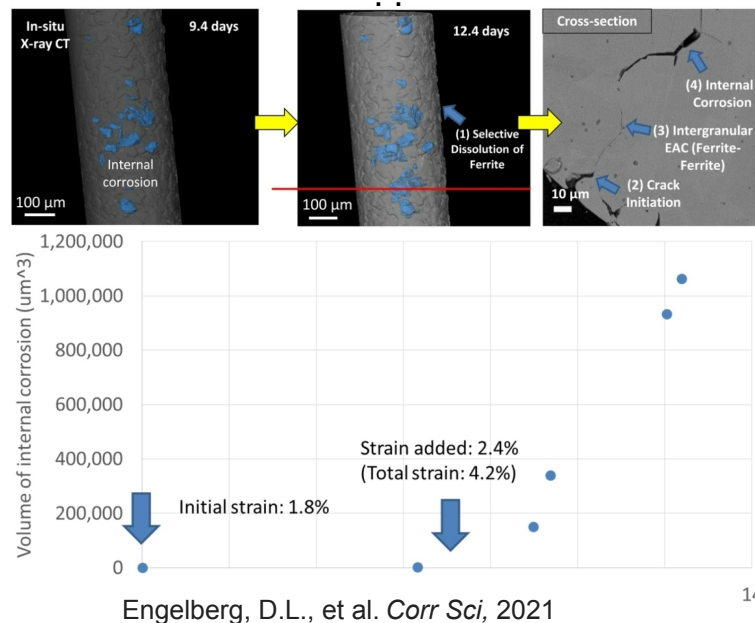 In-situ
X-ray CT
9.4 days
Internal
corrosion
100 µm
12.4 days
(1) Selective
Dissolution of
Ferrite
100 µm
Cross-section
(4) Internal
Corrosion
(3) Intergranular
EAC (Ferrite-
Ferrite)
(2) Crack
Initiation
10 µm
Volume of internal corrosion (um^3)
1,200,000
1,000,000
800,000
600,000
400,000
200,000
0
Initial strain: 1.8%
Strain added: 2.4%
(Total strain: 4.2%)
14
Engelberg, D.L., et al. Corr Sci, 2021